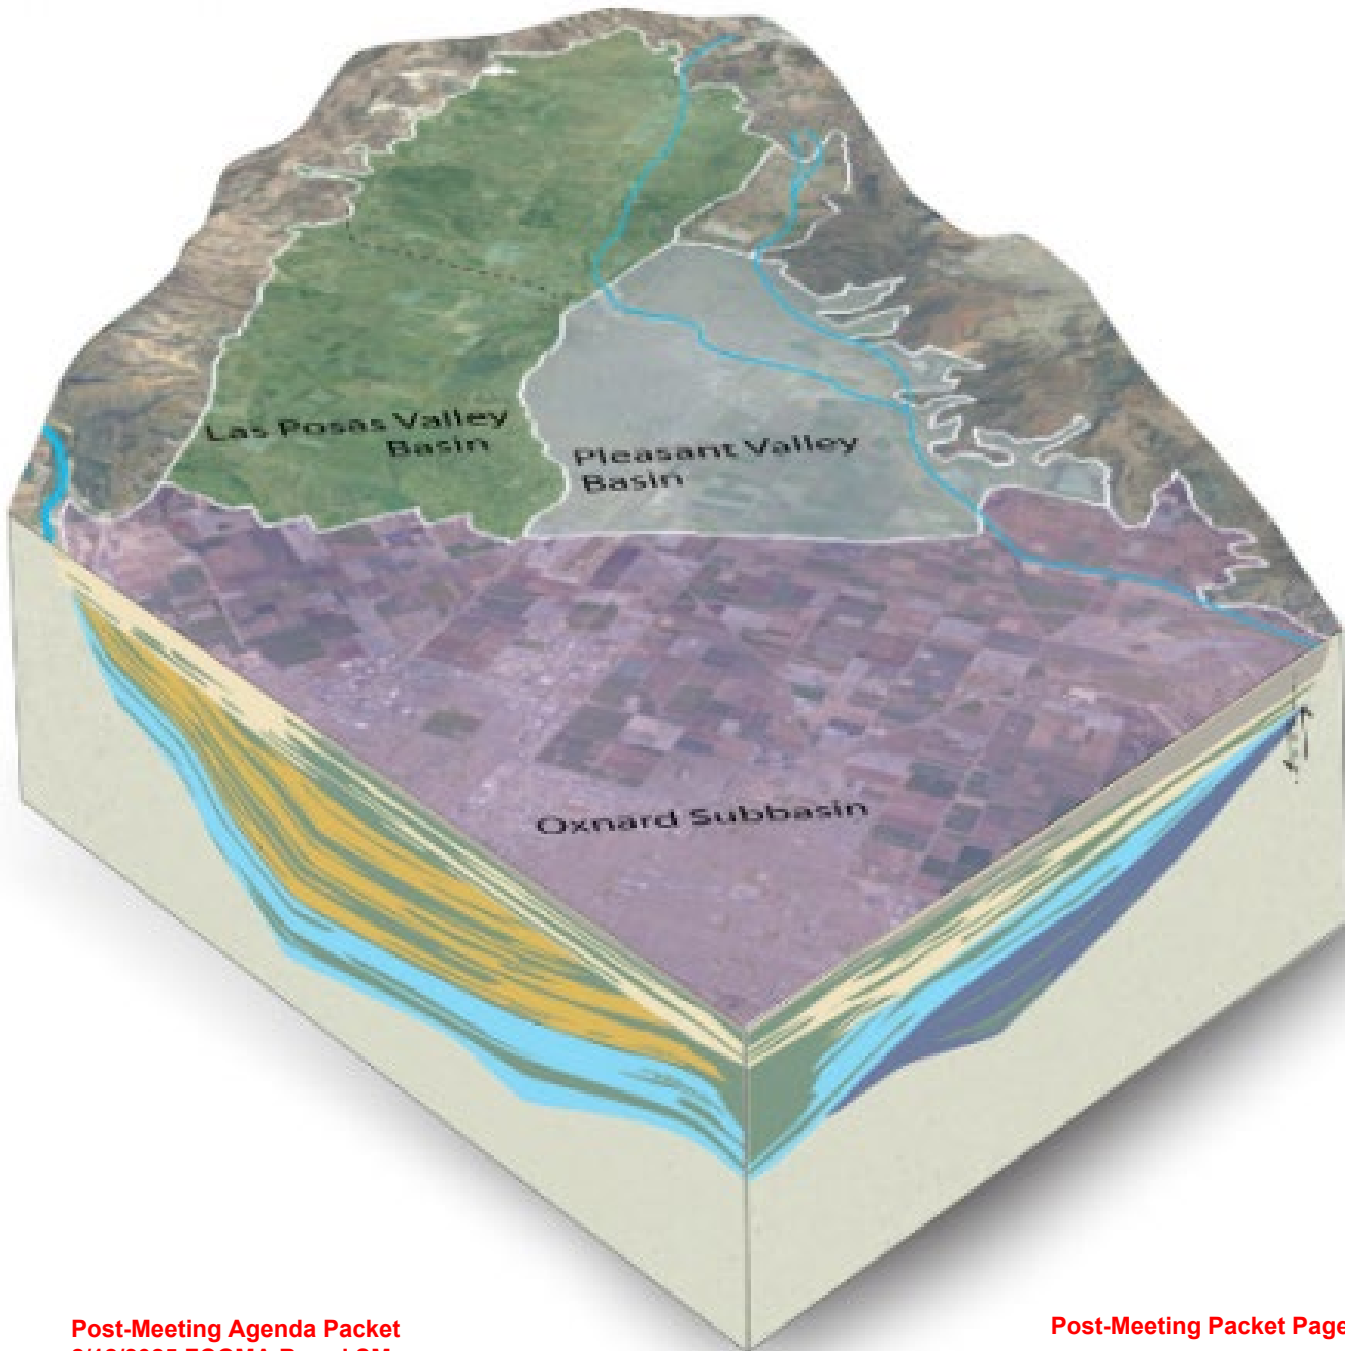 Las Posas Valley
Basin
Pleasant Valley
Basin
Oxnard Subbasin
Post-Meeting Agenda Packet
Post-Meeting Packet Page